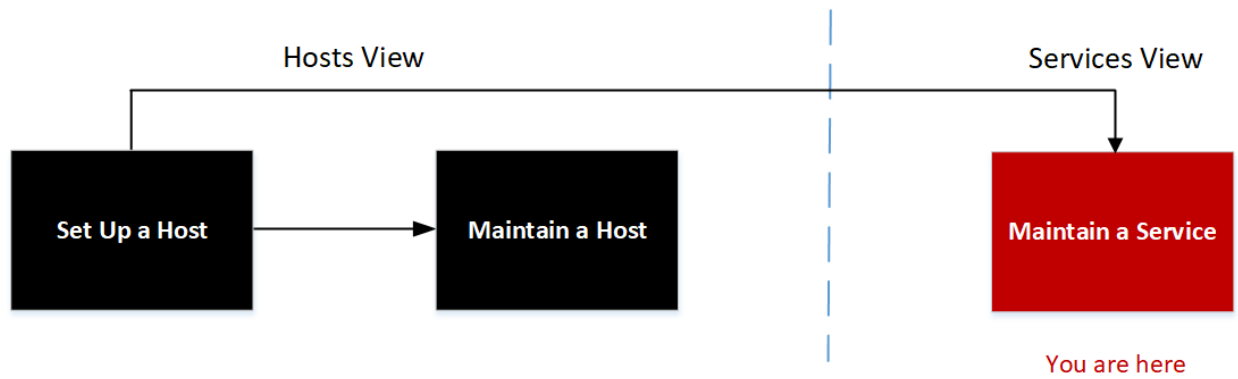 Hosts View
Services View
Set Up a Host
Maintain a Host
Maintain a Service
You are here